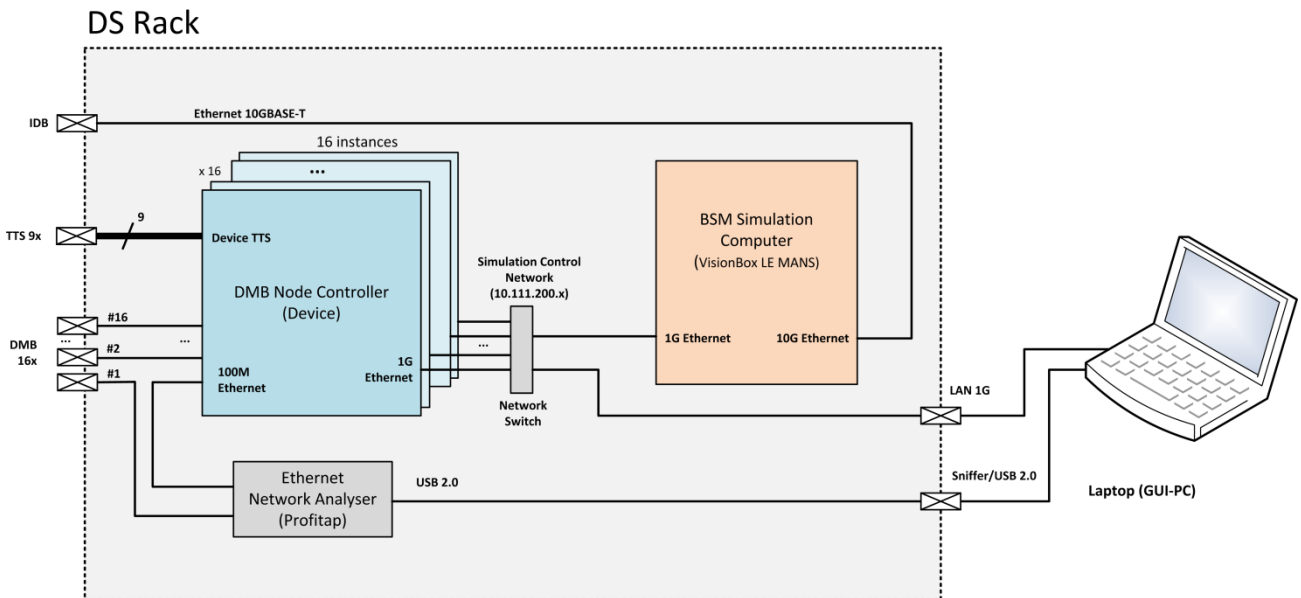 DS Rack
IDB
Ethernet 10GBASE-T
16 instances
x 16
...
TTS 9x
9
Device TTS
DMB Node Controller
(Device)
BSM Simulation
Computer
(VisionBox LE MANS)
Simulation Control
Network
(10.111.200.x)
#16
...
...
DMB
16x
#2
#1
100M
Ethernet
1G
Ethernet
...
1G Ethernet
10G Ethernet
Network
Switch
LAN 1G
Ethernet
Network Analyser
(Profitap)
USB 2.0
Sniffer/USB 2.0
Laptop (GUI-PC)